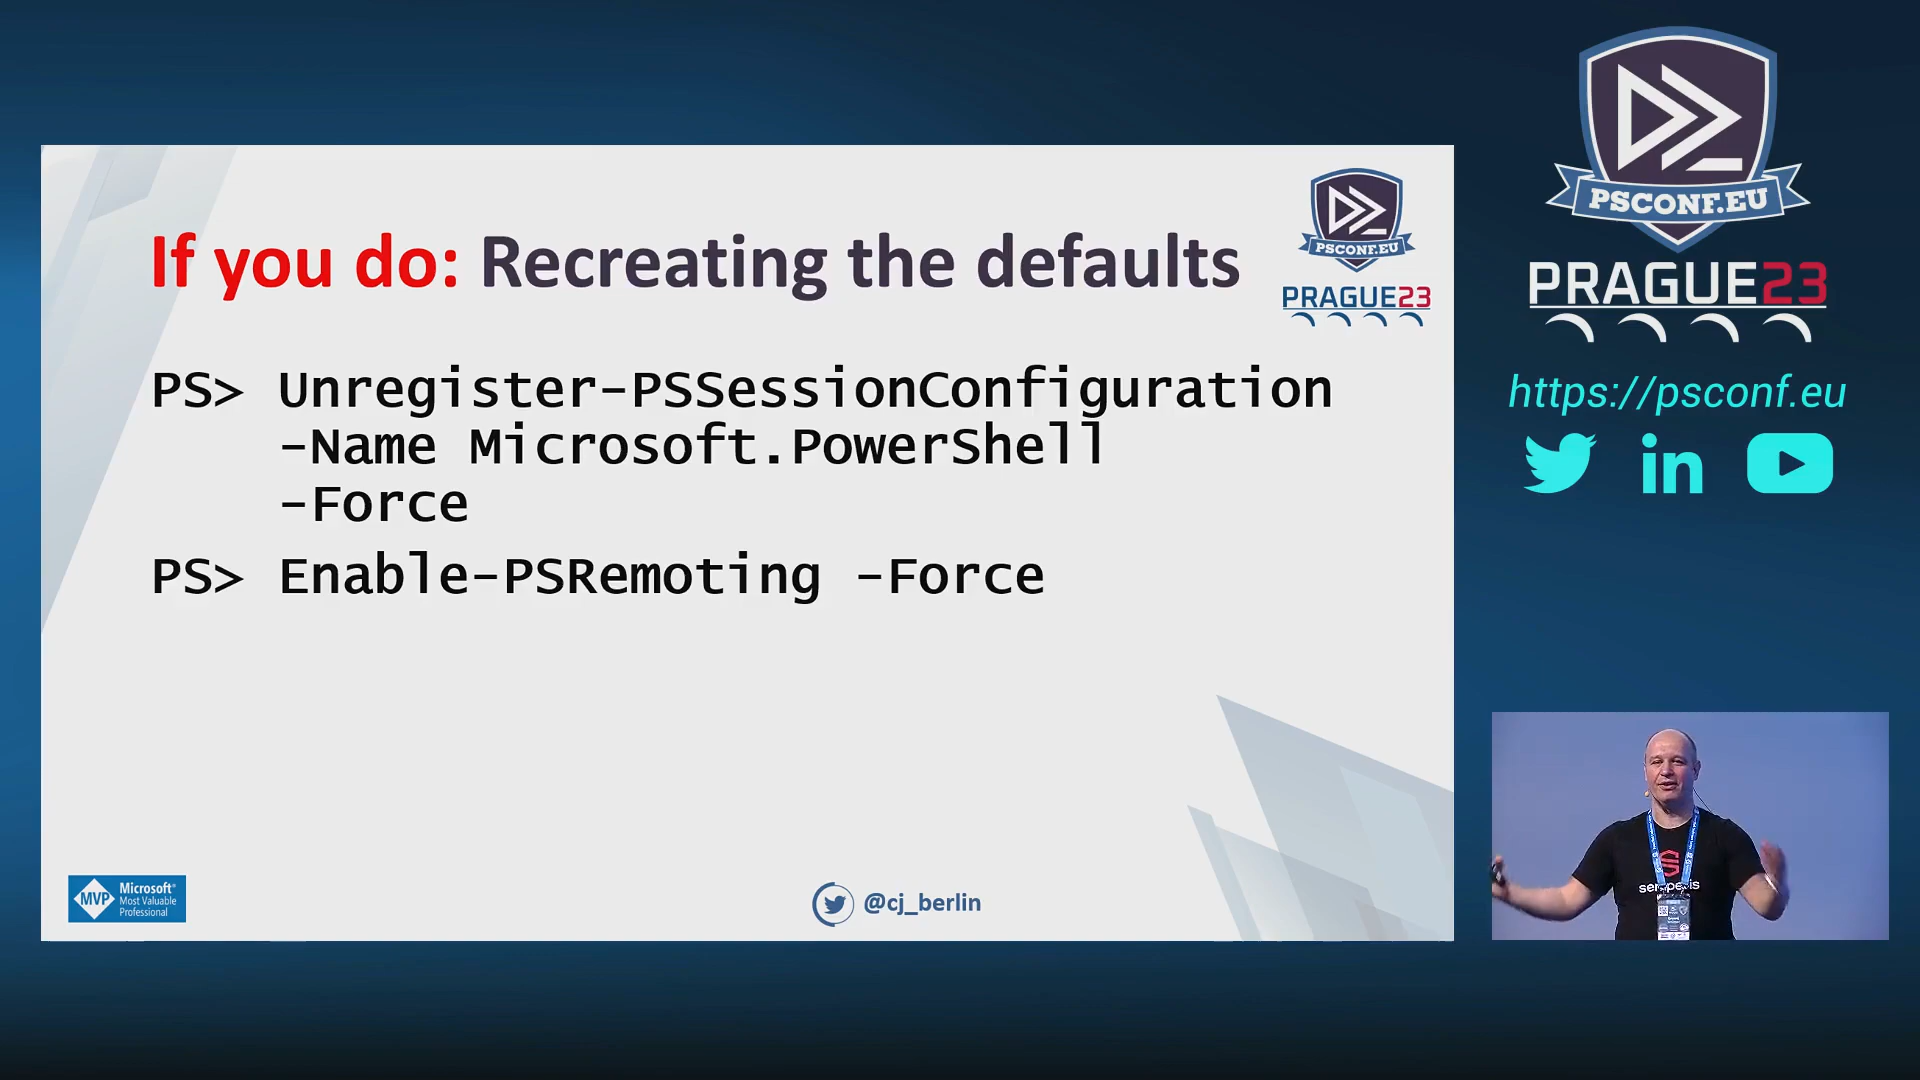 If you do: Recreating the defaults
PSCONF.EU
PRAGUE23
PS> Unregister-PSSessionConfiguration
-Name Microsoft.PowerShell
-Force
PS> Enable-PSRemoting -Force
MVP
Microsoft®
Most Valuable
Professional
@cj_berlin
PSCONF.EU
PRAGUE23
https://psconf.eu
in